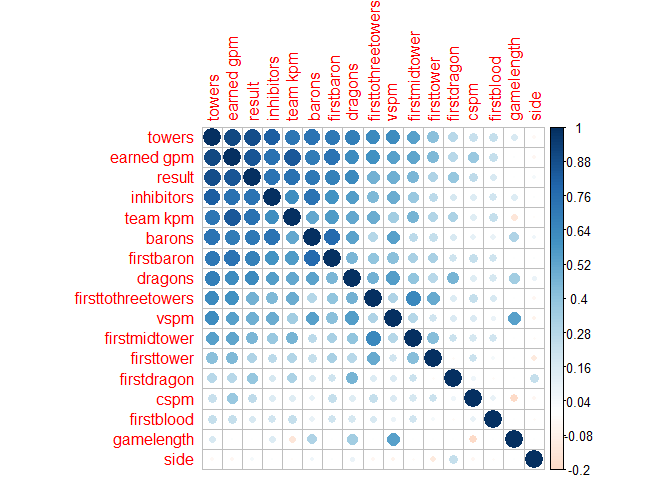 towers
earned gpm
result
inhibitors
team kpm
barons
firstbaron
dragons
firsttothreetowers
vspm
firstmidtower
firsttower
firstdragon
cspm
firstblood
gamelength
side
towers
earned gpm
result
inhibitors
team kpm
barons
firstbaron
dragons
firsttothreetowers
vspm
firstmidtower
firsttower
firstdragon
cspm
firstblood
gamelength
side
1
0.88
0.76
0.64
0.52
0.4
0.28
0.16
0.04
-0.08
-0.2